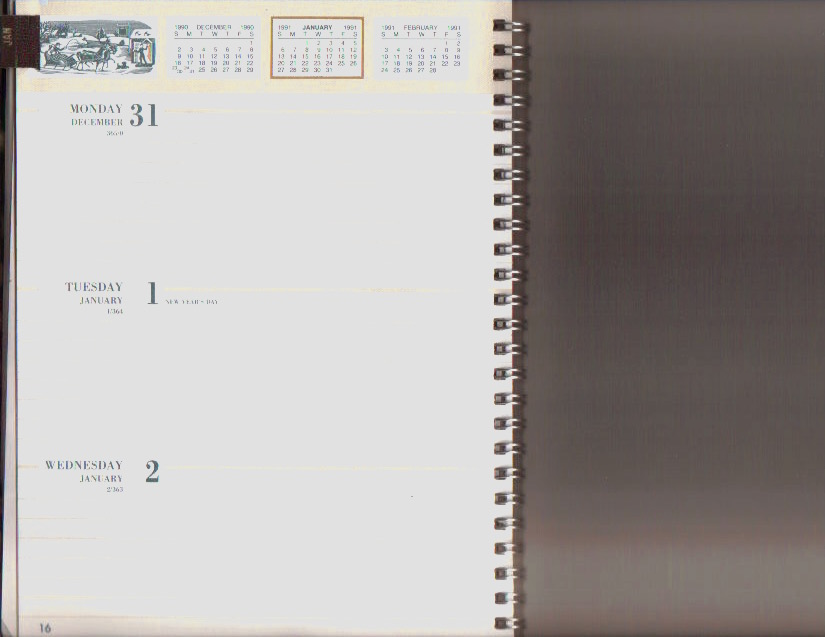 JAN
1990 DECEMBER 1990
S M T W T F S
1
2 3 4 5 6 7 8
9 10 11 12 13 14 15
16 17 18 19 20 21 22
23/30 24/31 25 26 27 28 29
1991 JANUARY 1991
S M T W T F S
1 2 3 4 5
6 7 8 9 10 11 12
13 14 15 16 17 18 19
20 21 22 23 24 25 26
27 28 29 30 31
1991 FEBRUARY 1991
S M T W T F S
1 2
3 4 5 6 7 8 9
10 11 12 13 14 15 16
17 18 19 20 21 22 23
24 25 26 27 28
MONDAY 31
DECEMBER
365/0
TUESDAY 1
JANUARY NEW YEAR'S DAY
1/364
WEDNESDAY 2
JANUARY
2/363
16